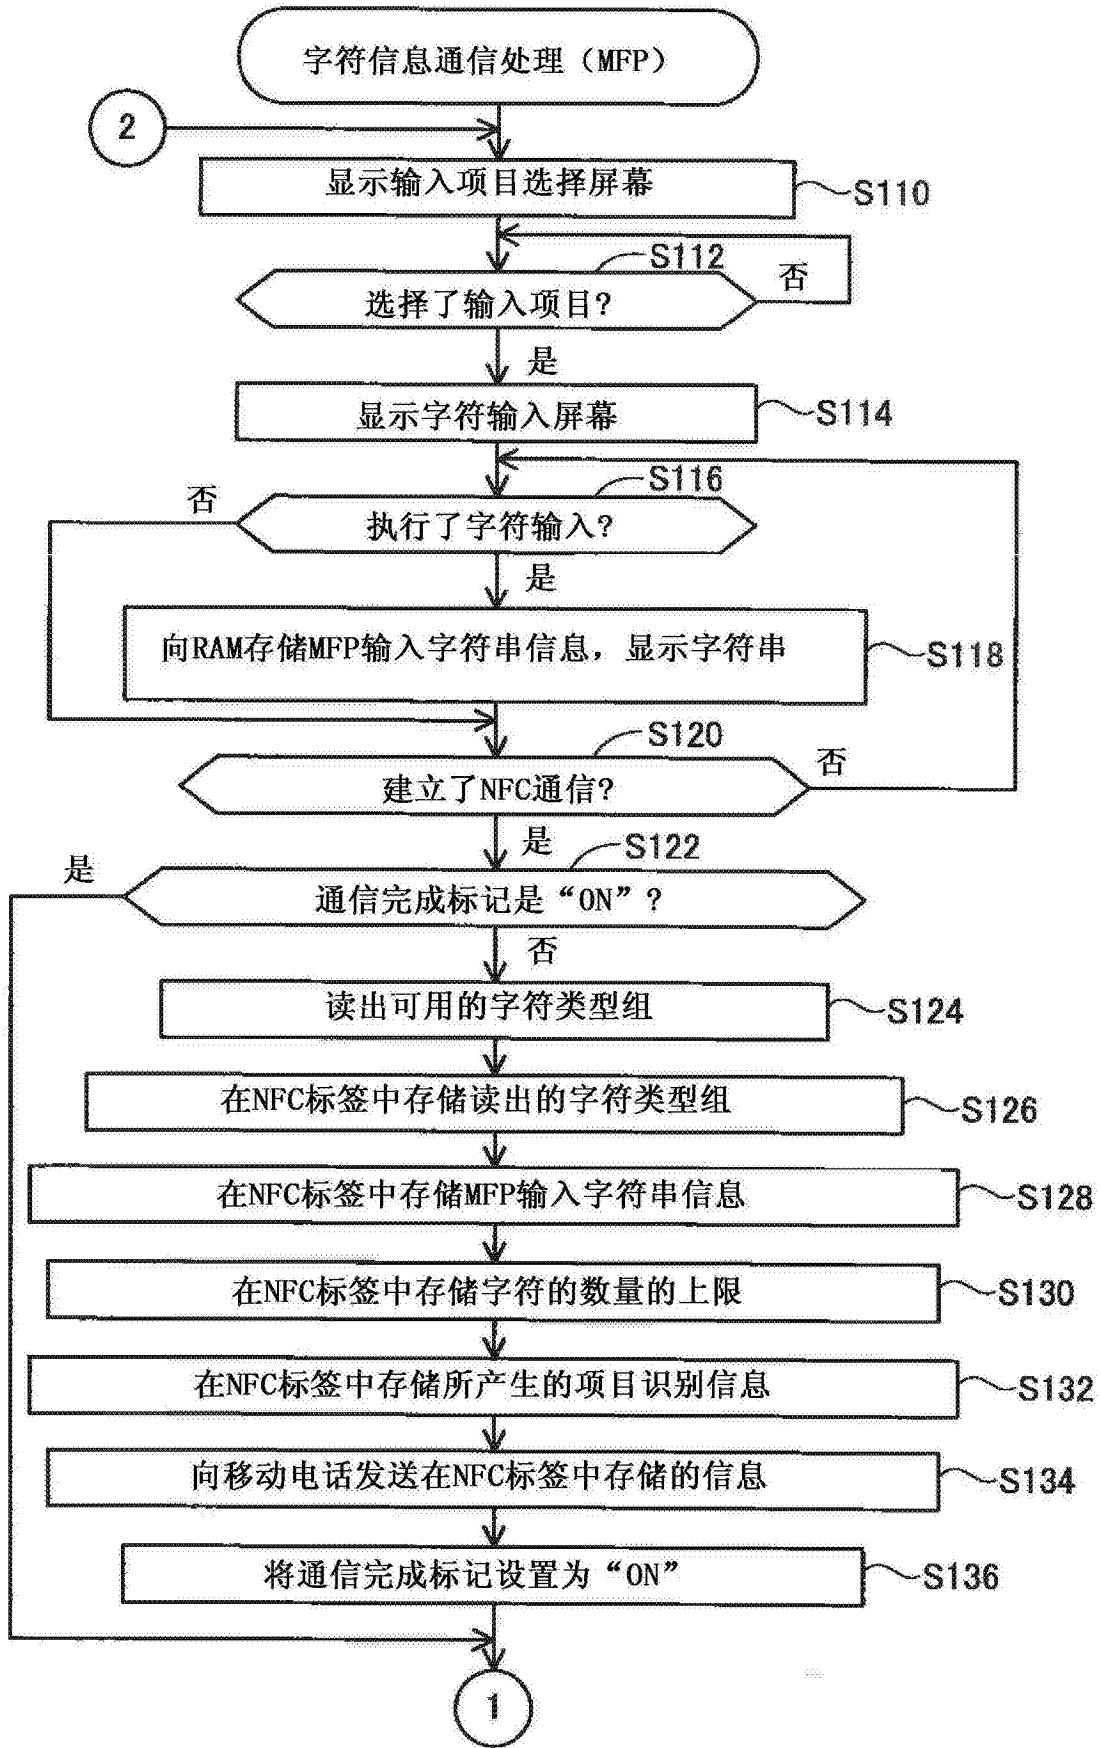 字符信息通信处理（MFP）
2
显示输入项目选择屏幕
S110
S112
选择了输入项目?
否
是
显示字符输入屏幕
S114
S116
否
执行了字符输入?
是
向RAM存储MFP输入字符串信息，显示字符串
S118
S120
建立了NFC通信?
否
是
S122
是
通信完成标记是“ON”?
否
读出可用的字符类型组
S124
在NFC标签中存储读出的字符类型组
S126
在NFC标签中存储MFP输入字符串信息
S128
在NFC标签中存储字符的数量的上限
S130
在NFC标签中存储所产生的项目识别信息
S132
向移动电话发送在NFC标签中存储的信息
S134
将通信完成标记设置为“ON”
S136
1